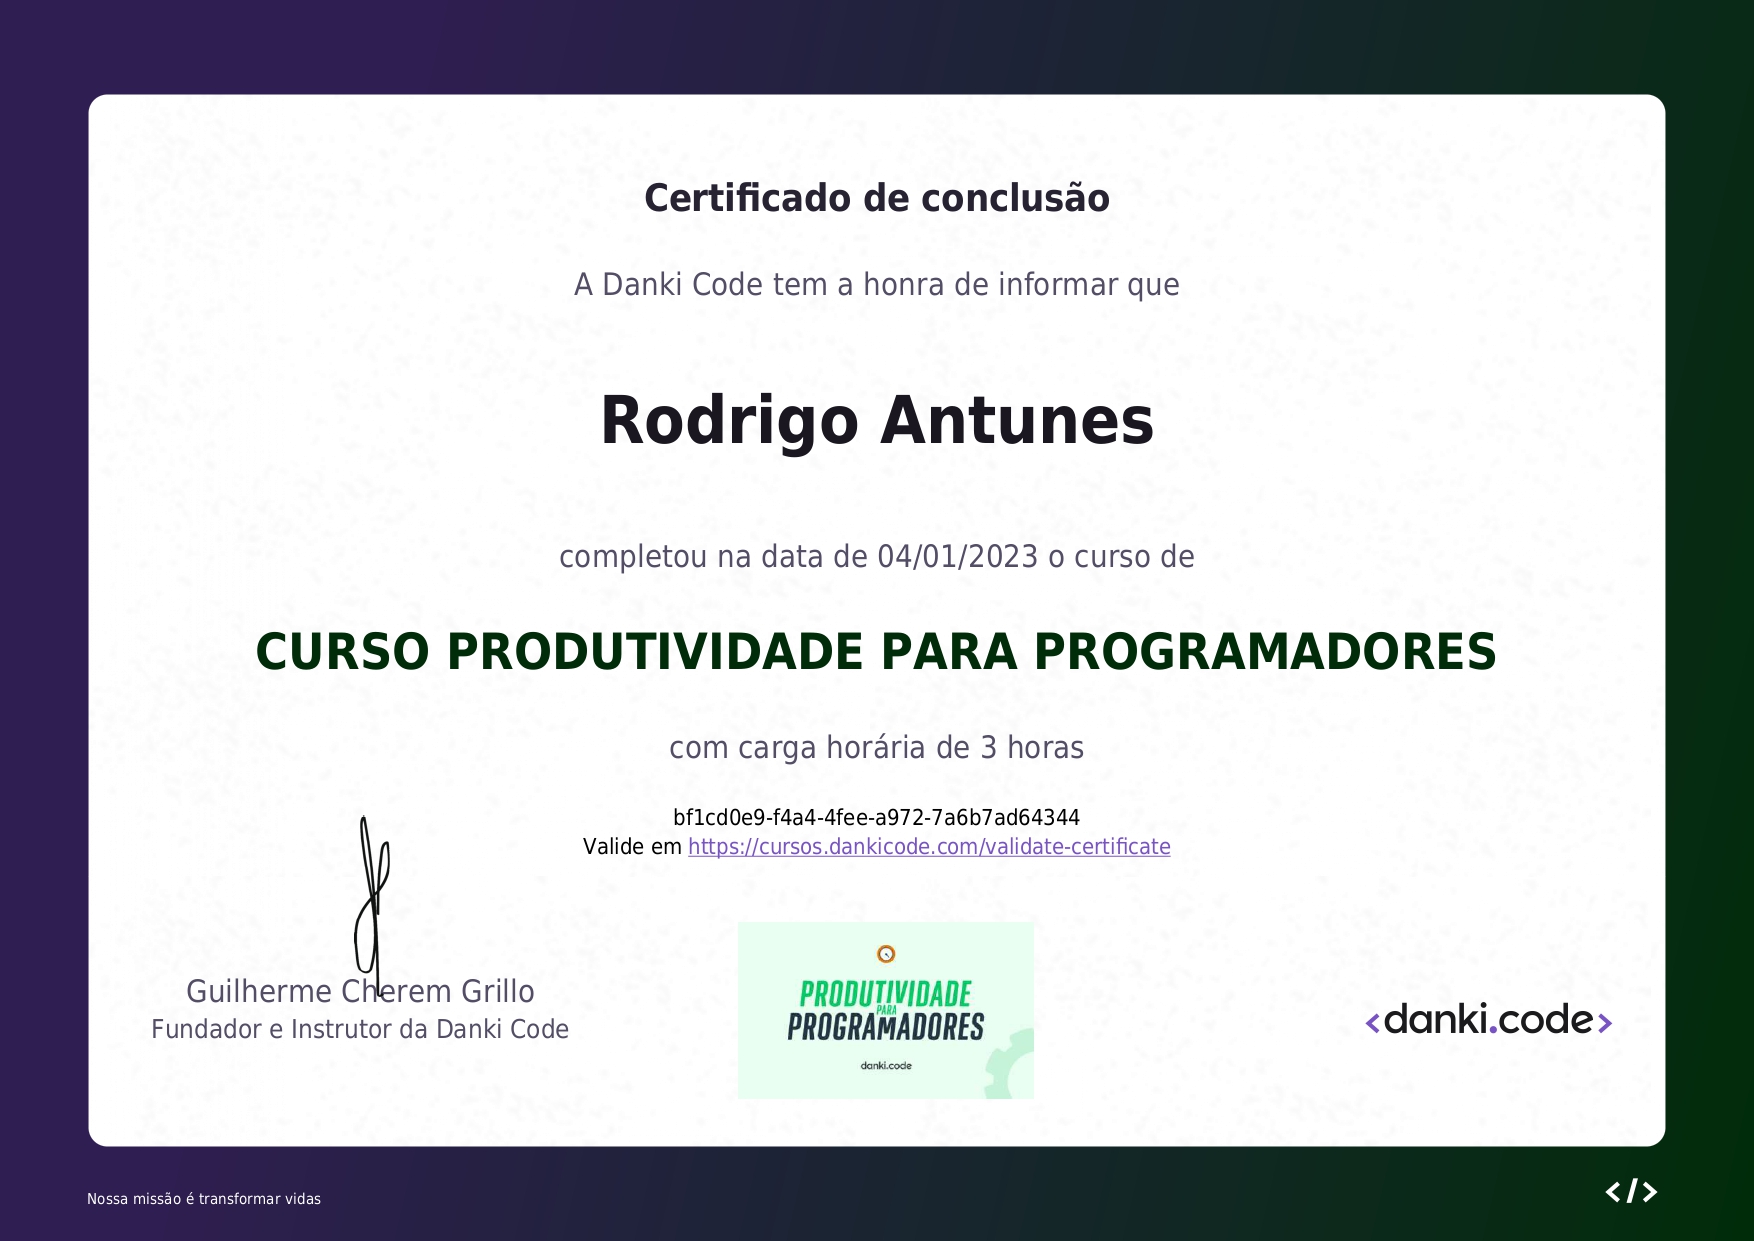 Certificado de conclusão
A Danki Code tem a honra de informar que
Rodrigo Antunes
completou na data de 04/01/2023 o curso de
CURSO PRODUTIVIDADE PARA PROGRAMADORES
com carga horária de 3 horas
bf1cd0e9-f4a4-4fee-a972-7a6b7ad64344
Valide em https://cursos.dankicode.com/validate-certificate
Guilherme Cherem Grillo
Fundador e Instrutor da Danki Code
PRODUTIVIDADE
PARA
PROGRAMADORES
danki.code
<danki.code>
Nossa missão é transformar vidas
</>